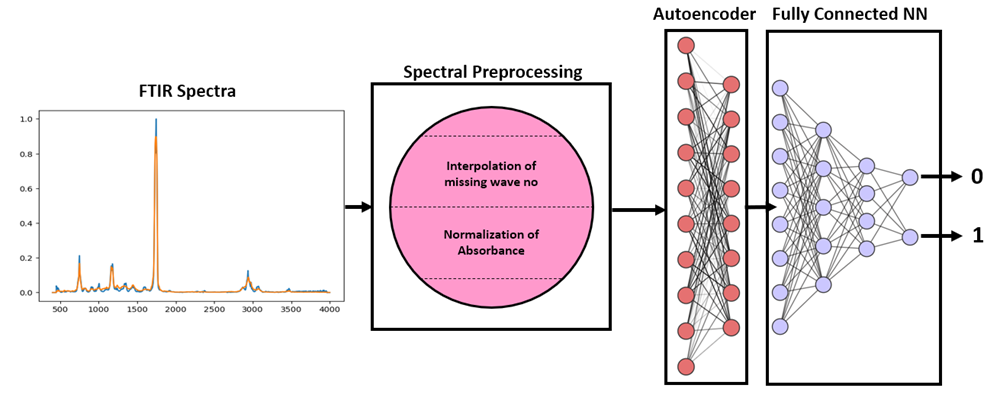 Autoencoder
Fully Connected NN
Spectral Preprocessing
FTIR Spectra
1.0
0.8
0.6
0.4
0.2
0.0
500
1000
1500
2000
2500
3000
3500
4000
Interpolation of
missing wave no
Normalization of
Absorbance
0
1